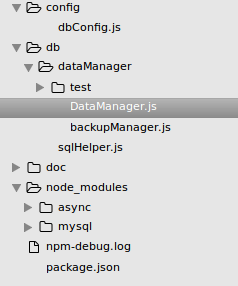 config
dbConfig.js
db
dataManager
test
DataManager.js
backupManager.js
sqlHelper.js
doc
node_modules
async
mysql
npm-debug.log
package.json